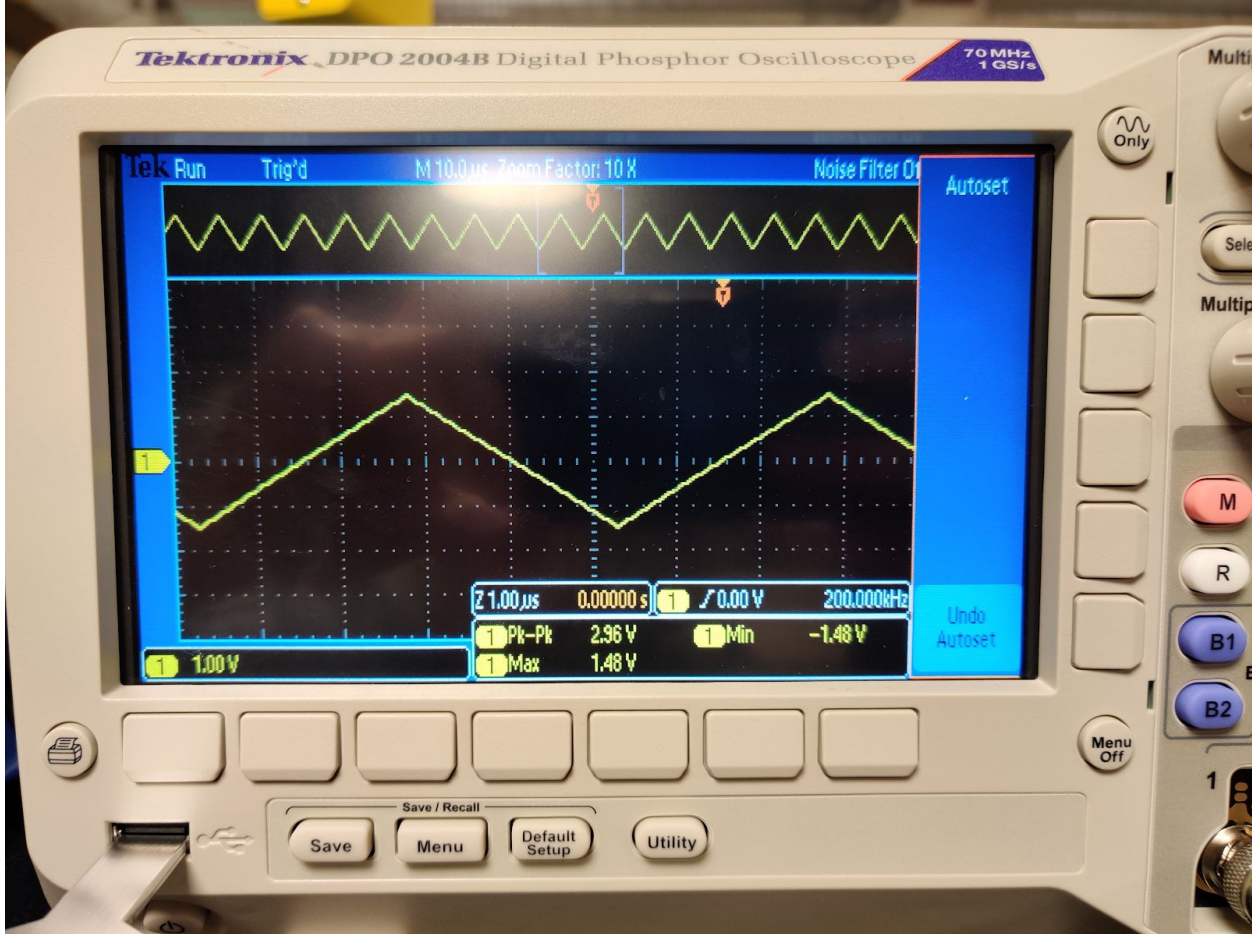 Tektronix DPO 2004B Digital Phosphor Oscilloscope
70 MHz
1 GS/s
Multi
Only
Tek Run Trig'd M 10.0 µs Zoom Factor: 10 X Noise Filter Of
Autoset
T
Sele
T
Multip
1
M
R
Z 1.00 µs 0.00000 s 1 0.00 V 200.000kHz
Undo
Autoset
1 Pk-Pk 2.96 V 1 Min -1.48 V
1 Max 1.48 V
1 1.00 V
B1
B
B2
Menu
Off
1
Save / Recall
Save
Menu
Default
Setup
Utility